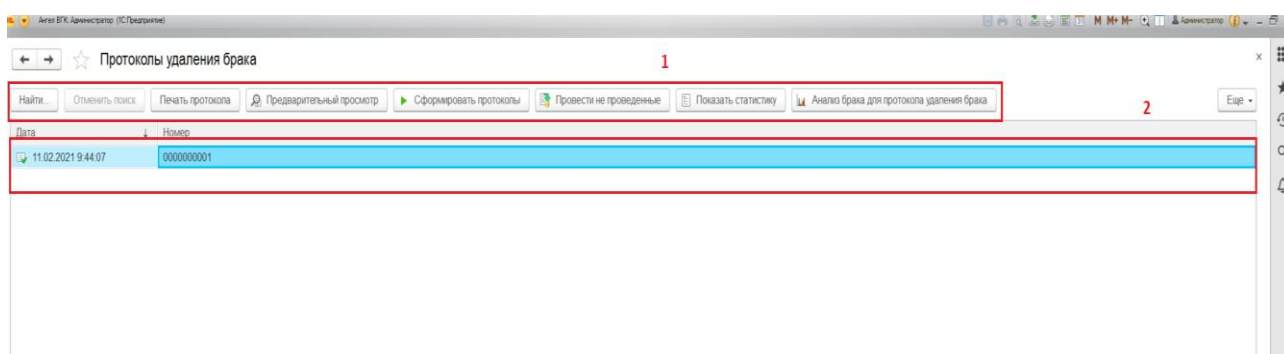 Ангел ВГК: Администратор (1С:Предприятие)
M M+ M- Администратор
Протоколы удаления брака
1
Найти... Отменить поиск Печать протокола Предварительный просмотр Сформировать протоколы Провести не проведенные Показать статистику Анализ брака для протокола удаления брака Еще
2
Дата Номер
11.02.2021 9:44:07 0000000001